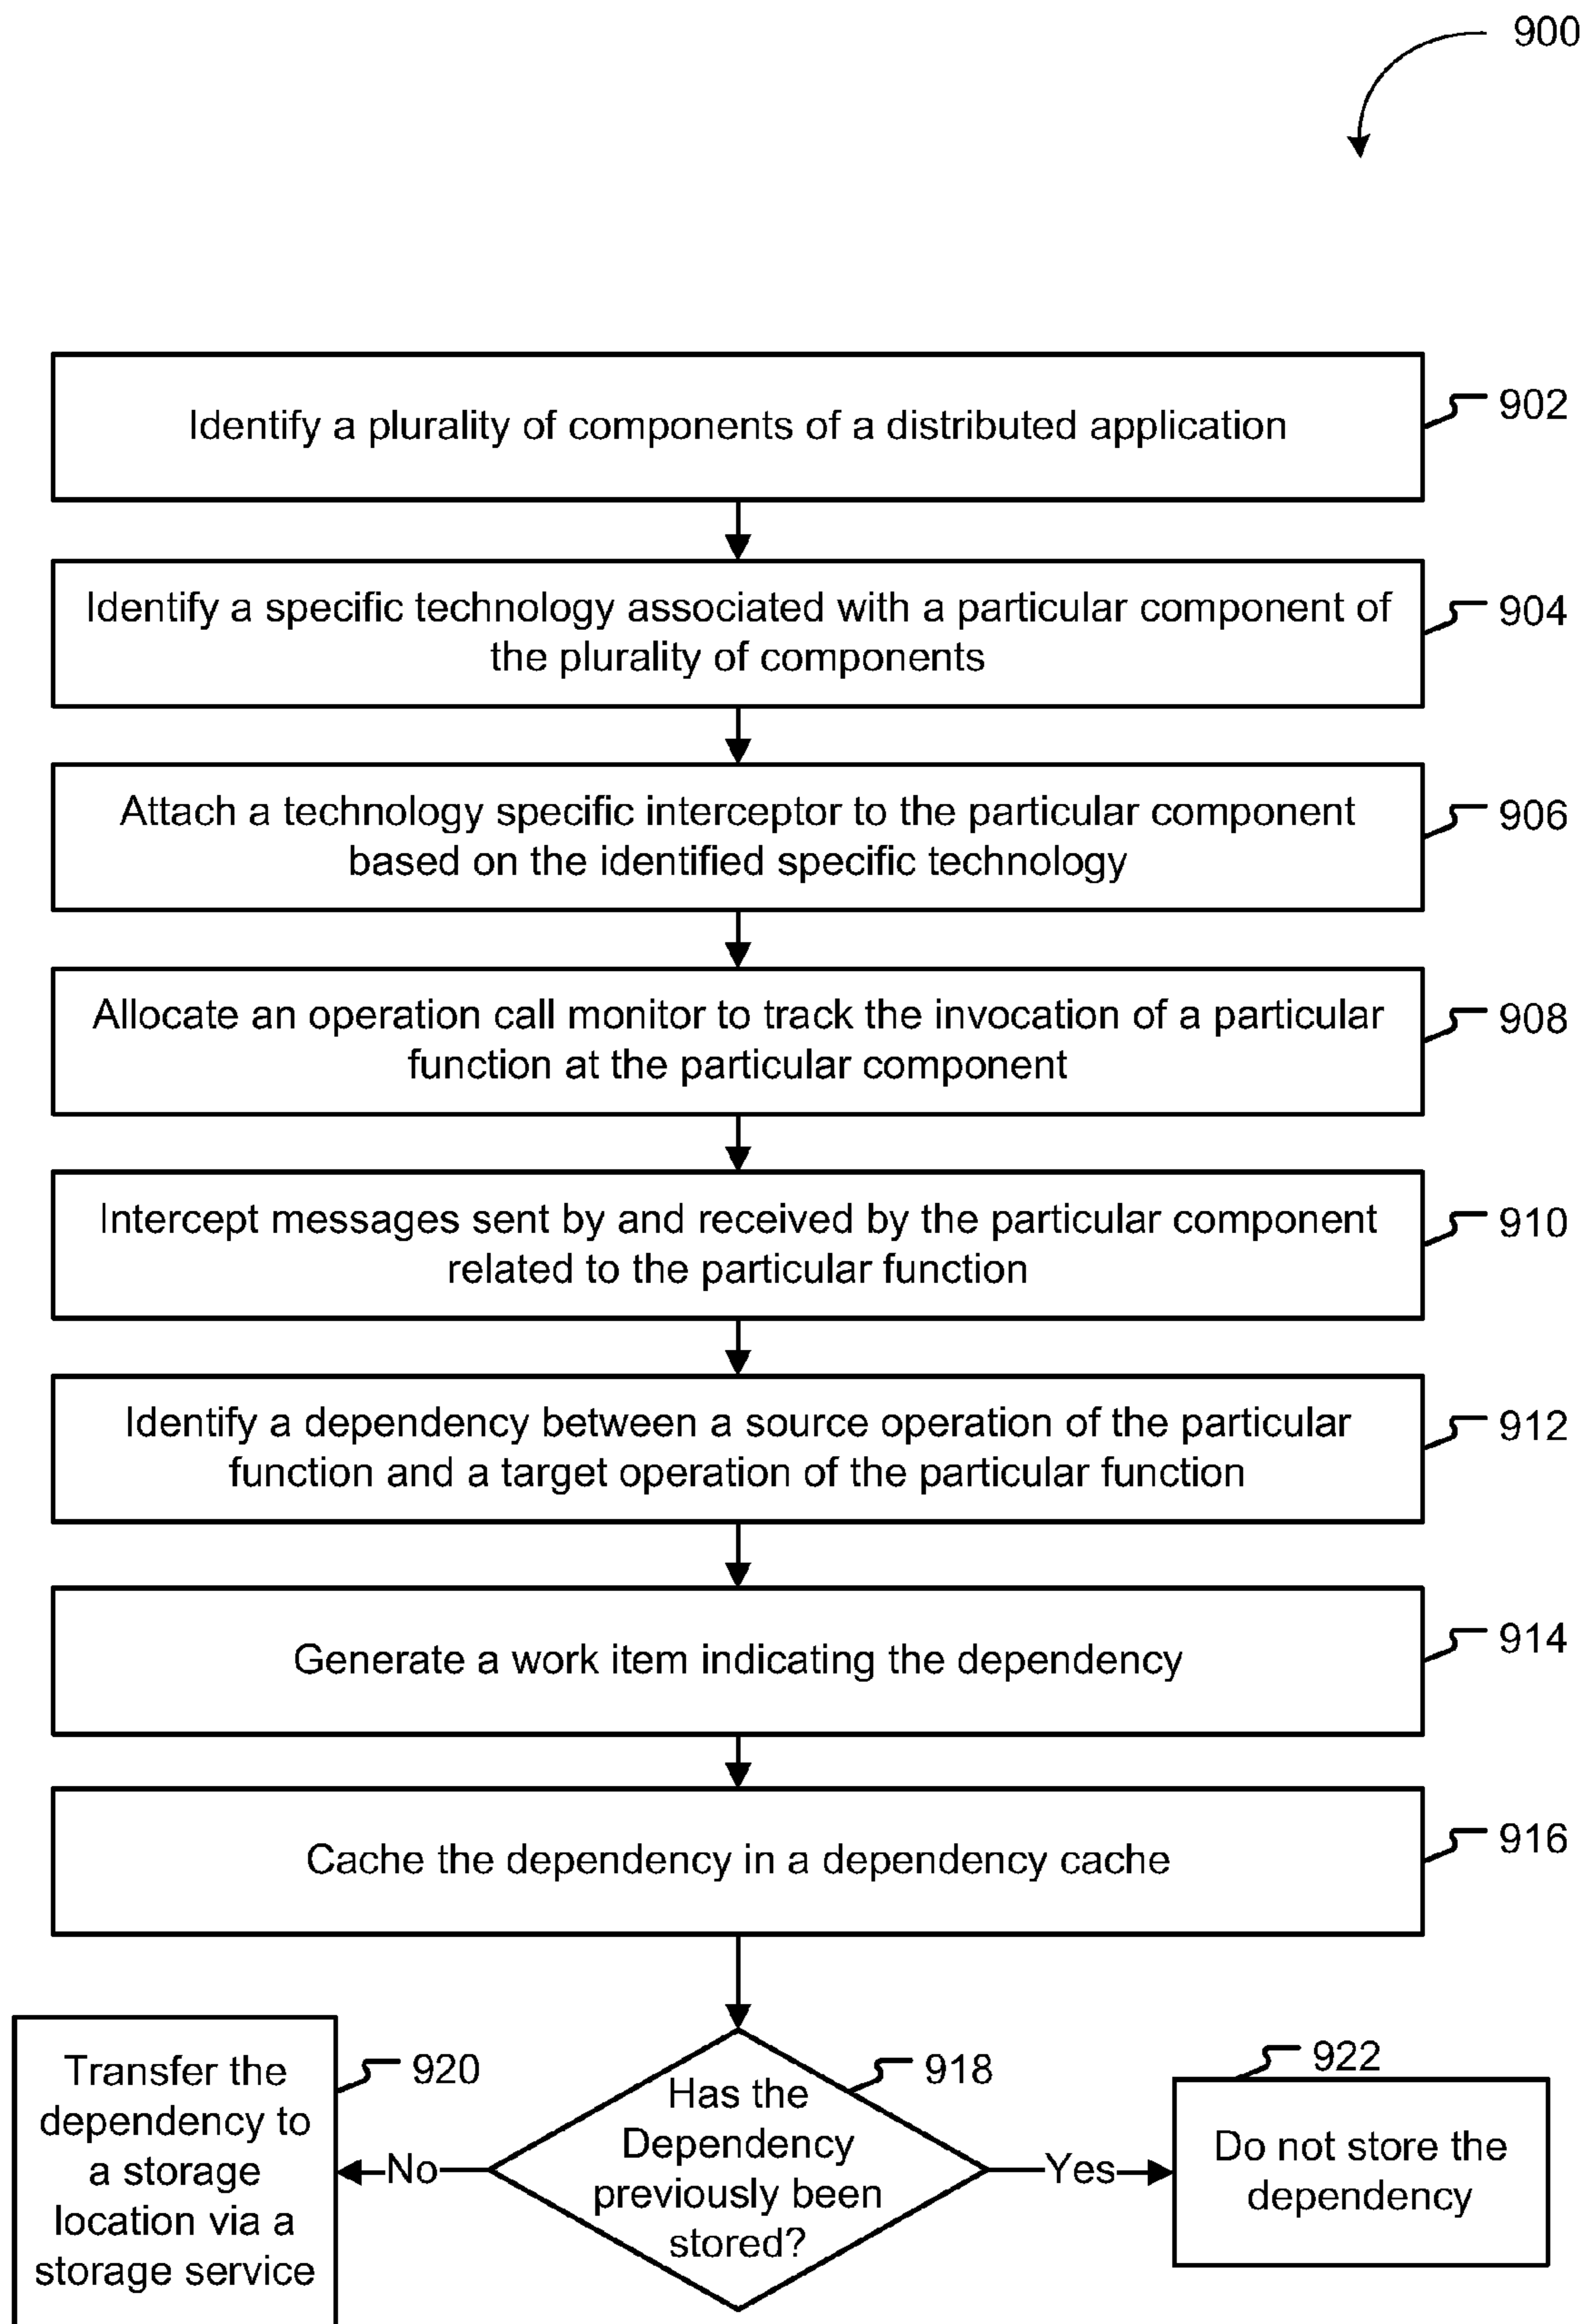 900
Identify a plurality of components of a distributed application
902
Identify a specific technology associated with a particular component of
the plurality of components
904
Attach a technology specific interceptor to the particular component
based on the identified specific technology
906
Allocate an operation call monitor to track the invocation of a particular
function at the particular component
908
Intercept messages sent by and received by the particular component
related to the particular function
910
Identify a dependency between a source operation of the particular
function and a target operation of the particular function
912
Generate a work item indicating the dependency
914
Cache the dependency in a dependency cache
916
Transfer the
dependency to
a storage
location via a
storage service
920
No
Has the
Dependency
previously been
stored?
918
Yes
922
Do not store the
dependency